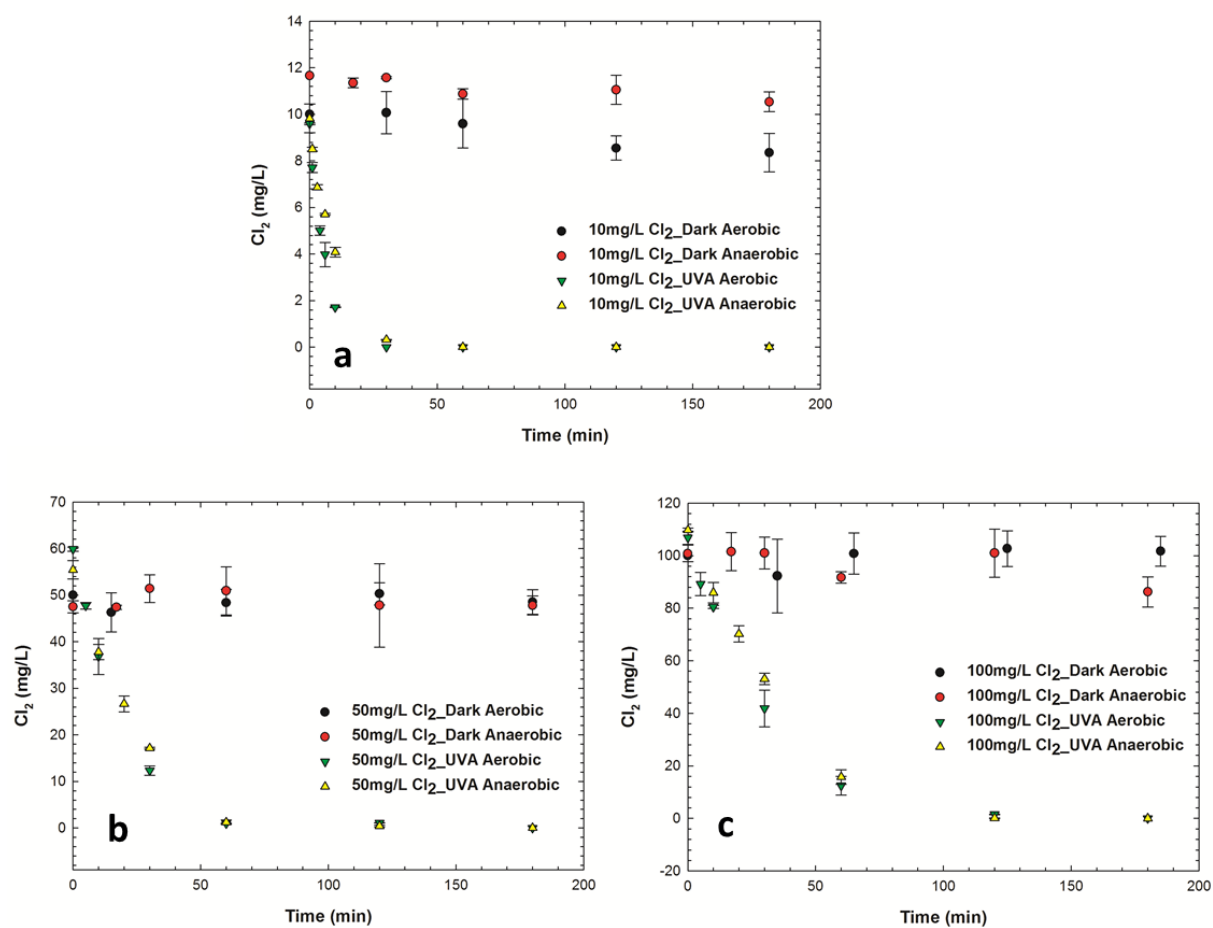 14
12
10
8
6
4
2
0
Cl2 (mg/L)
10mg/L Cl2_Dark Aerobic
10mg/L Cl2_Dark Anaerobic
10mg/L Cl2_UVA Aerobic
10mg/L Cl2_UVA Anaerobic
a
0 50 100 150 200
Time (min)
70
60
50
40
30
20
10
0
Cl2 (mg/L)
50mg/L Cl2_Dark Aerobic
50mg/L Cl2_Dark Anaerobic
50mg/L Cl2_UVA Aerobic
50mg/L Cl2_UVA Anaerobic
b
0 50 100 150 200
Time (min)
120
100
80
60
40
20
0
-20
Cl2 (mg/L)
100mg/L Cl2_Dark Aerobic
100mg/L Cl2_Dark Anaerobic
100mg/L Cl2_UVA Aerobic
100mg/L Cl2_UVA Anaerobic
c
0 50 100 150 200
Time (min)